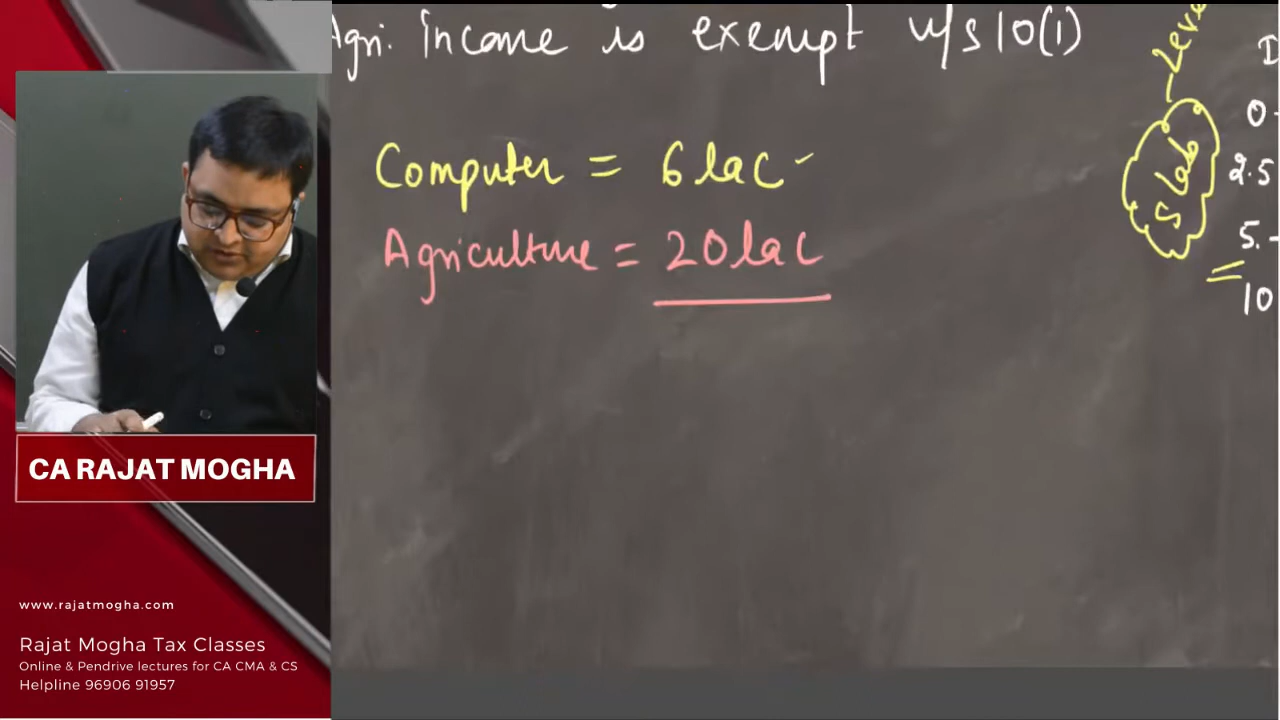 Agri. Income is exempt u/s 10(1)
Computer = 6 lac
Agriculture = 20 lac
Slab
0-
2.5
5.-
10
CA RAJAT MOGHA
www.rajatmogha.com
Rajat Mogha Tax Classes
Online & Pendrive lectures for CA CMA & CS
Helpline 96906 91957